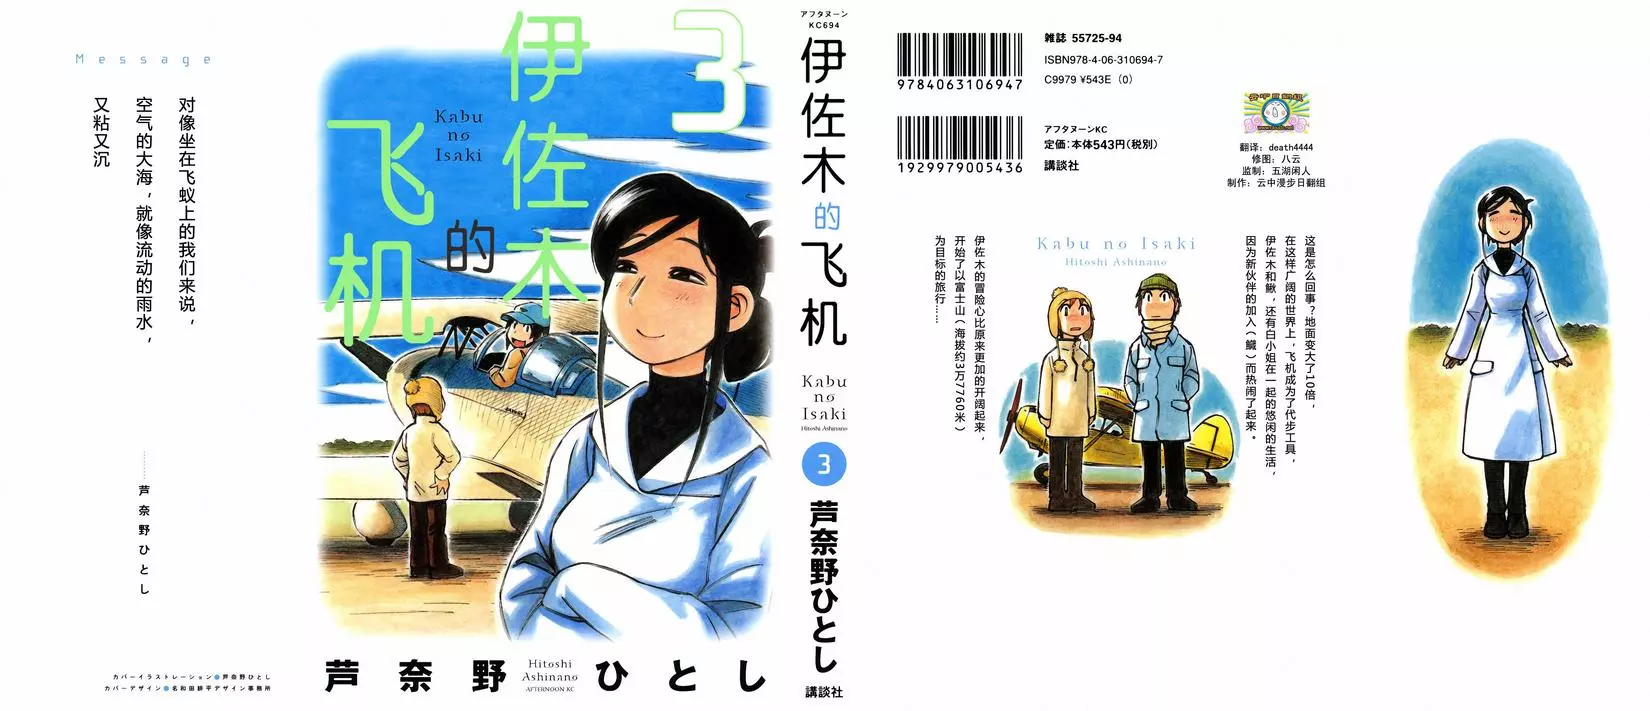 Message
对像坐在飞蚁上的我们来说，
空气的大海，就像流动的雨水，
又粘又沉
………芦奈野ひとし
カバーイラストレーション●芦奈野ひとし
カバーデザイン●名和田耕平デザイン事務所
3
伊佐木
的
飞机
Kabu
no
Isaki
芦奈野
Hitoshi
Ashinano
AFTERNOON KC
ひとし
アフタヌーン
KC694
伊佐木的飞机
Kabu
no
Isaki
Hitoshi Ashinano
3
芦奈野ひとし
講談社
9784063106947
1929979005436
雑誌 55725-94
ISBN978-4-06-310694-7
C9979 ¥543E (0)
アフタヌーンKC
定価：本体543円(税別)
講談社
翻译：death4444
修图：八云
监制：五湖闲人
制作：云中漫步日翻组
Kabu no Isaki
Hitoshi Ashinano
这是怎么回事？地面变大了10倍，
在这样广阔的世界上，飞机成为了代步工具，
伊佐木和鰍，还有白小姐在一起的悠闲的生活，
因为新伙伴的加入（鱵）而热闹了起来。
伊佐木的冒险心比原来更加的开阔起来，
开始了以富士山（海拔约3万7760米）
为目标的旅行……